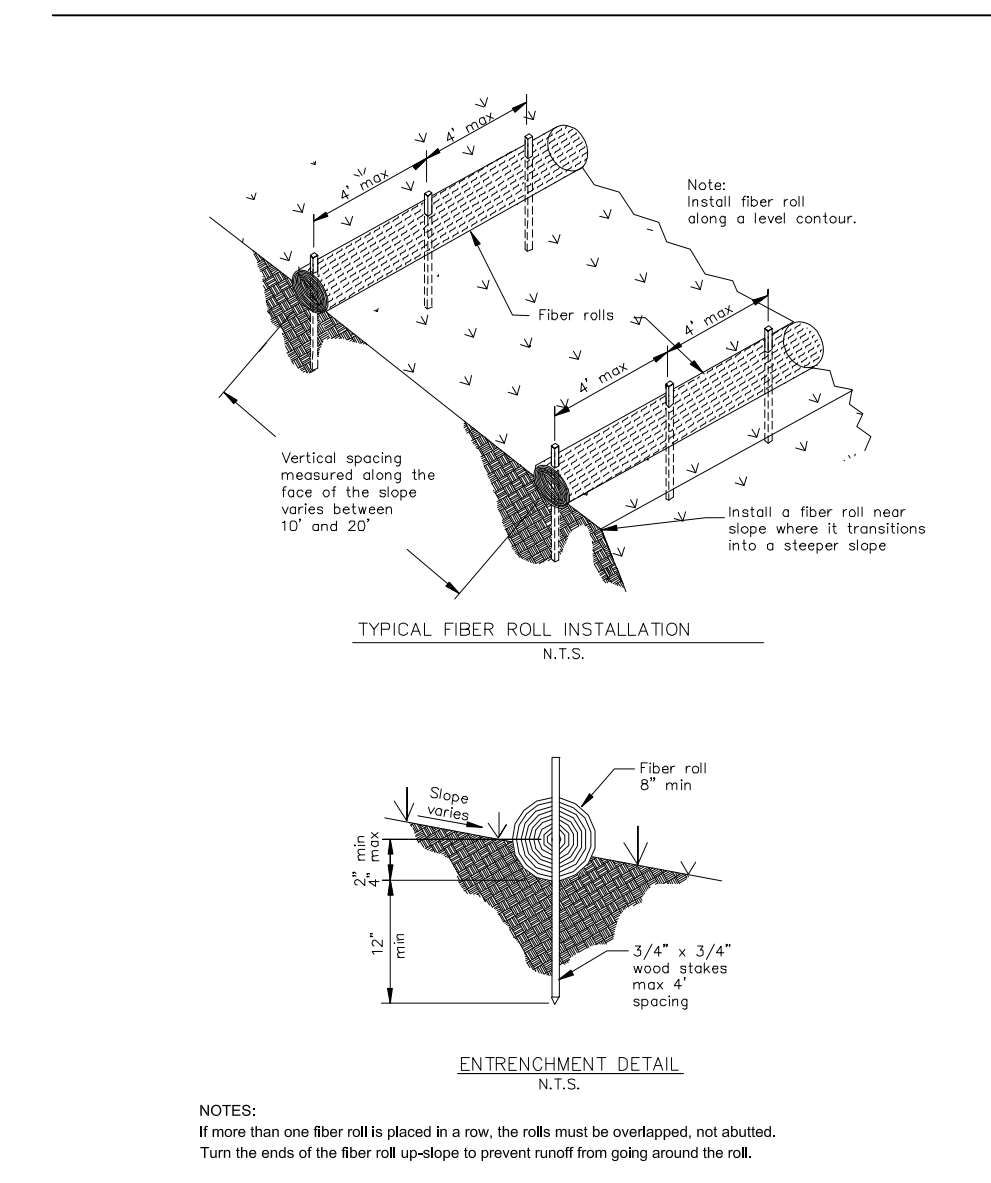 4' max
4' max
Note:
Install fiber roll
along a level contour.
Fiber rolls
4' max
4' max
Vertical spacing
measured along the
face of the slope
varies between
10' and 20'
Install a fiber roll near
slope where it transitions
into a steeper slope
TYPICAL FIBER ROLL INSTALLATION
N.T.S.
Fiber roll
8" min
Slope
varies
2" min
4" max
12"
min
3/4" x 3/4"
wood stakes
max 4'
spacing
ENTRENCHMENT DETAIL
N.T.S.
NOTES:
If more than one fiber roll is placed in a row, the rolls must be overlapped, not abutted.
Turn the ends of the fiber roll up-slope to prevent runoff from going around the roll.